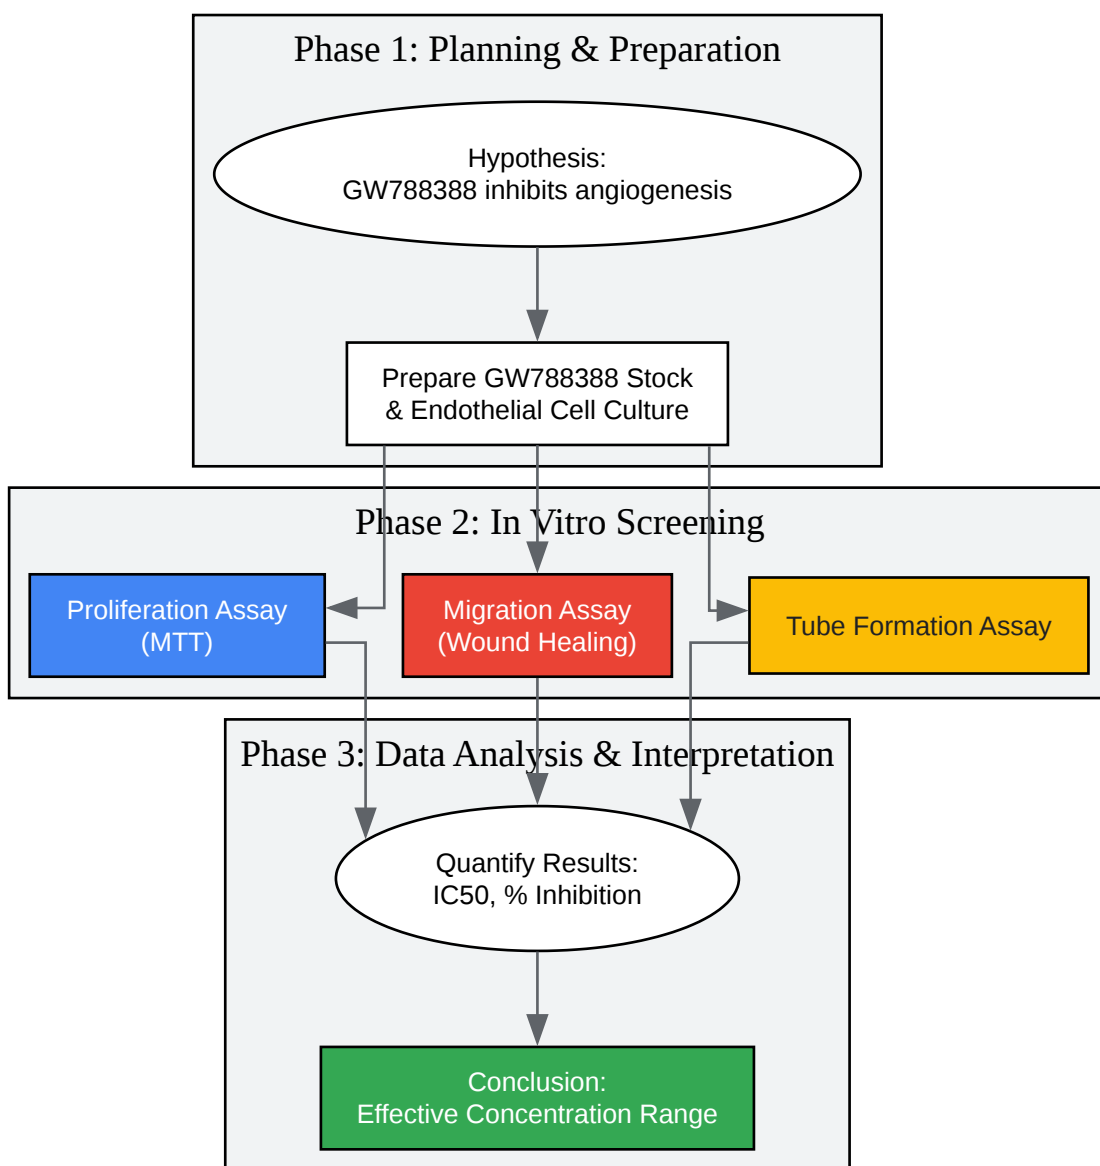 Phase 1: Planning & Preparation
Hypothesis:
GW788388 inhibits angiogenesis
Prepare GW788388 Stock
& Endothelial Cell Culture
Phase 2: In Vitro Screening
Proliferation Assay
(MTT)
Migration Assay
(Wound Healing)
Tube Formation Assay
Phase 3: Data Analysis & Interpretation
Quantify Results:
IC50, % Inhibition
Conclusion:
Effective Concentration Range